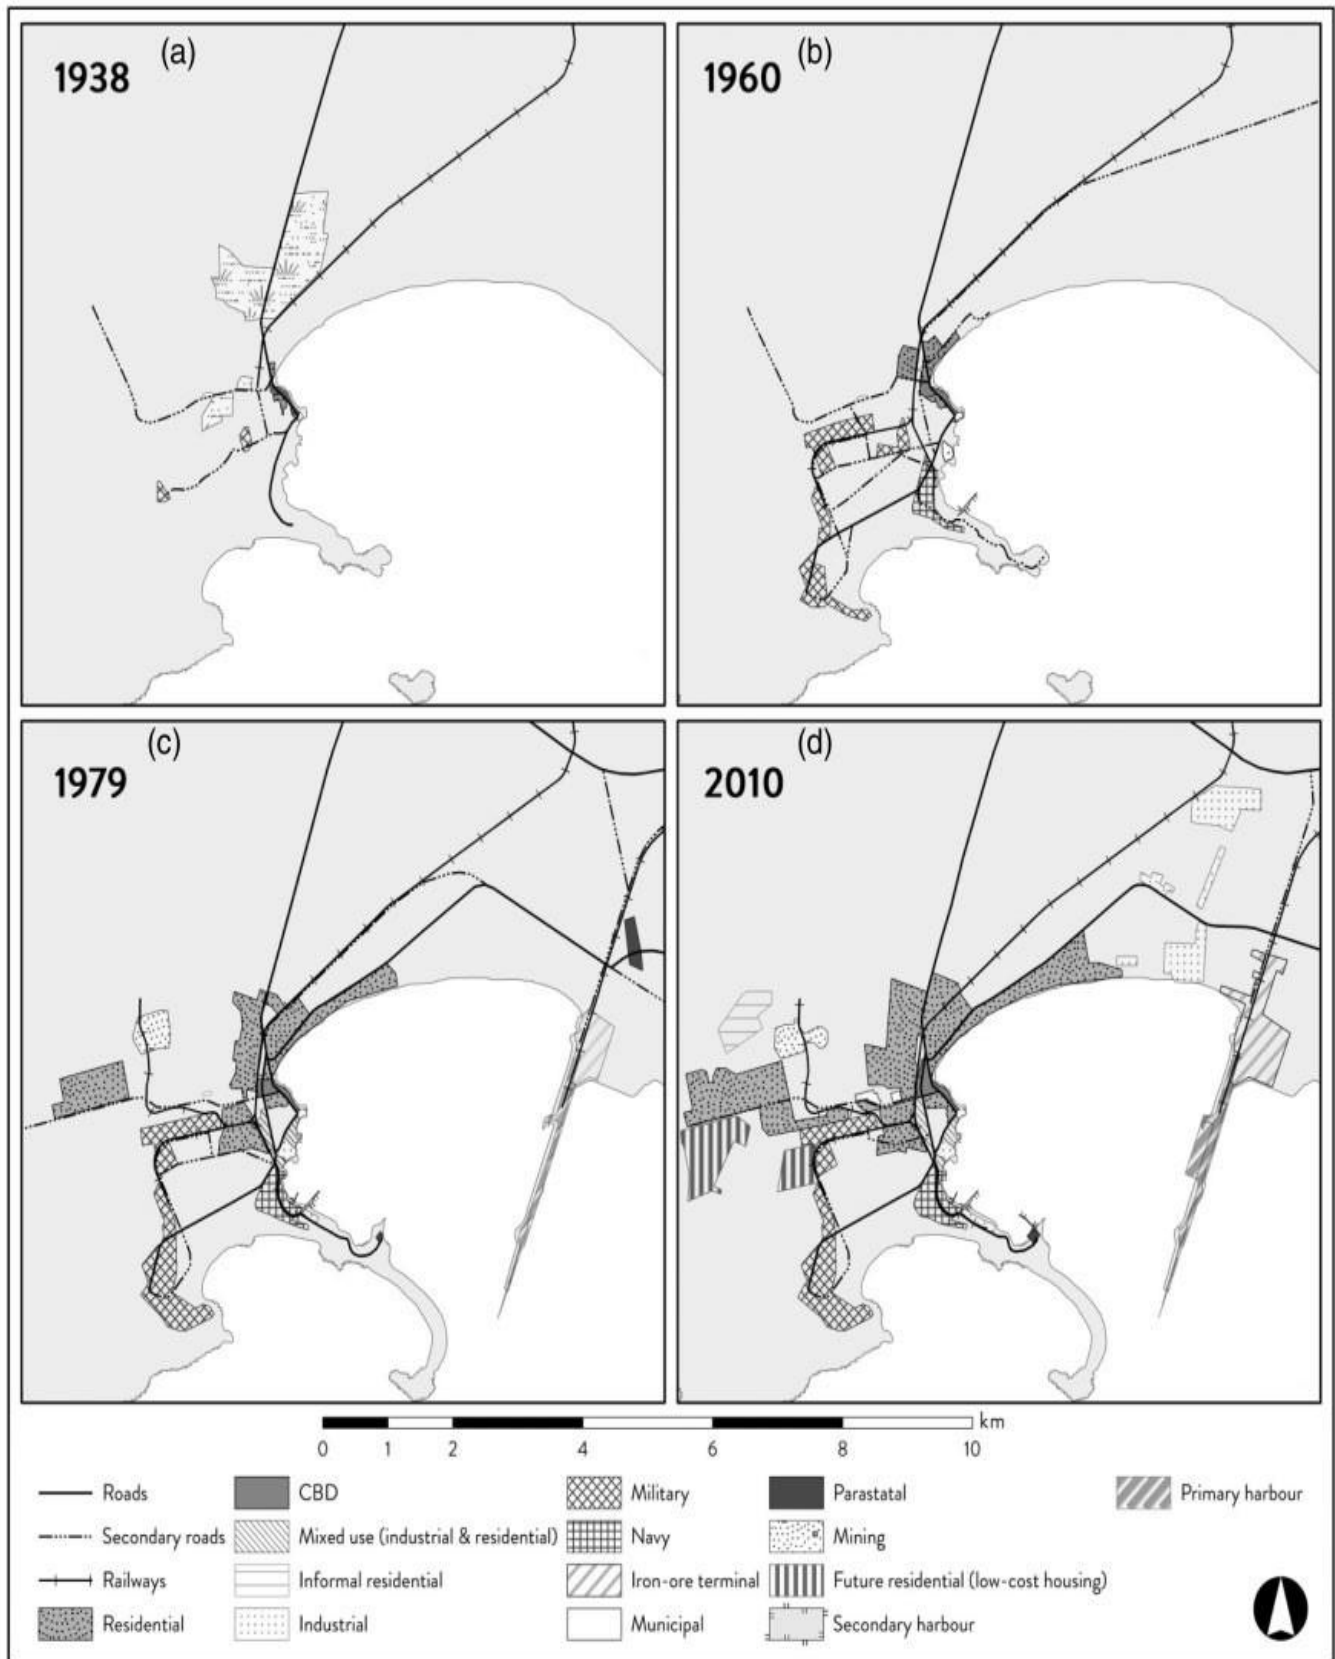 (a)
1938
(b)
1960
(c)
1979
(d)
2010
km
0 1 2 4 6 8 10
Roads CBD Military Parastatal Primary harbour
Secondary roads Mixed use (industrial & residential) Navy Mining
Railways Informal residential Iron-ore terminal Future residential (low-cost housing)
Residential Industrial Municipal Secondary harbour